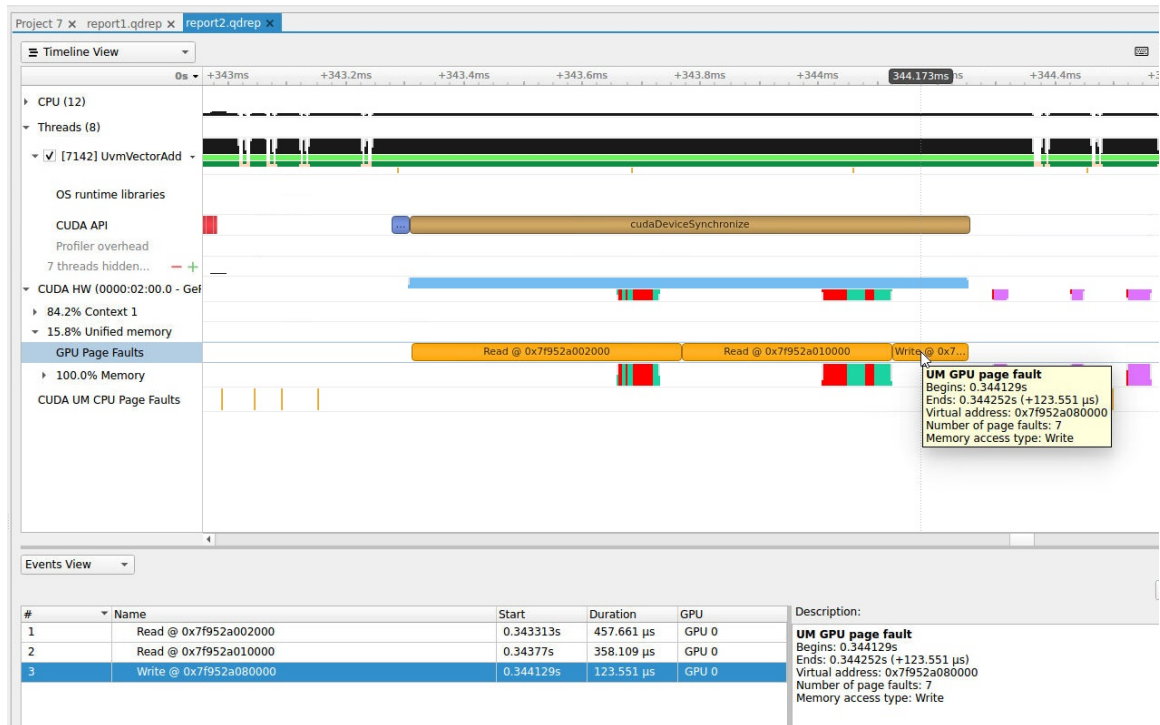 Project 7 × report1.qdrep × report2.qdrep ×
Timeline View
0s +343ms +343.2ms +343.4ms +343.6ms +343.8ms +344ms 344.173ms ns +344.4ms
CPU (12)
Threads (8)
[7142] UvmVectorAdd
OS runtime libraries
CUDA API ... cudaDeviceSynchronize
Profiler overhead
7 threads hidden... − +
CUDA HW (0000:02:00.0 - GeF
84.2% Context 1
15.8% Unified memory
GPU Page Faults Read @ 0x7f952a002000 Read @ 0x7f952a010000 Write @ 0x7...
100.0% Memory
CUDA UM CPU Page Faults
UM GPU page fault
Begins: 0.344129s
Ends: 0.344252s (+123.551 μs)
Virtual address: 0x7f952a080000
Number of page faults: 7
Memory access type: Write
Events View
# Name Start Duration GPU
1 Read @ 0x7f952a002000 0.343313s 457.661 μs GPU 0
2 Read @ 0x7f952a010000 0.34377s 358.109 μs GPU 0
3 Write @ 0x7f952a080000 0.344129s 123.551 μs GPU 0
Description:
UM GPU page fault
Begins: 0.344129s
Ends: 0.344252s (+123.551 μs)
Virtual address: 0x7f952a080000
Number of page faults: 7
Memory access type: Write